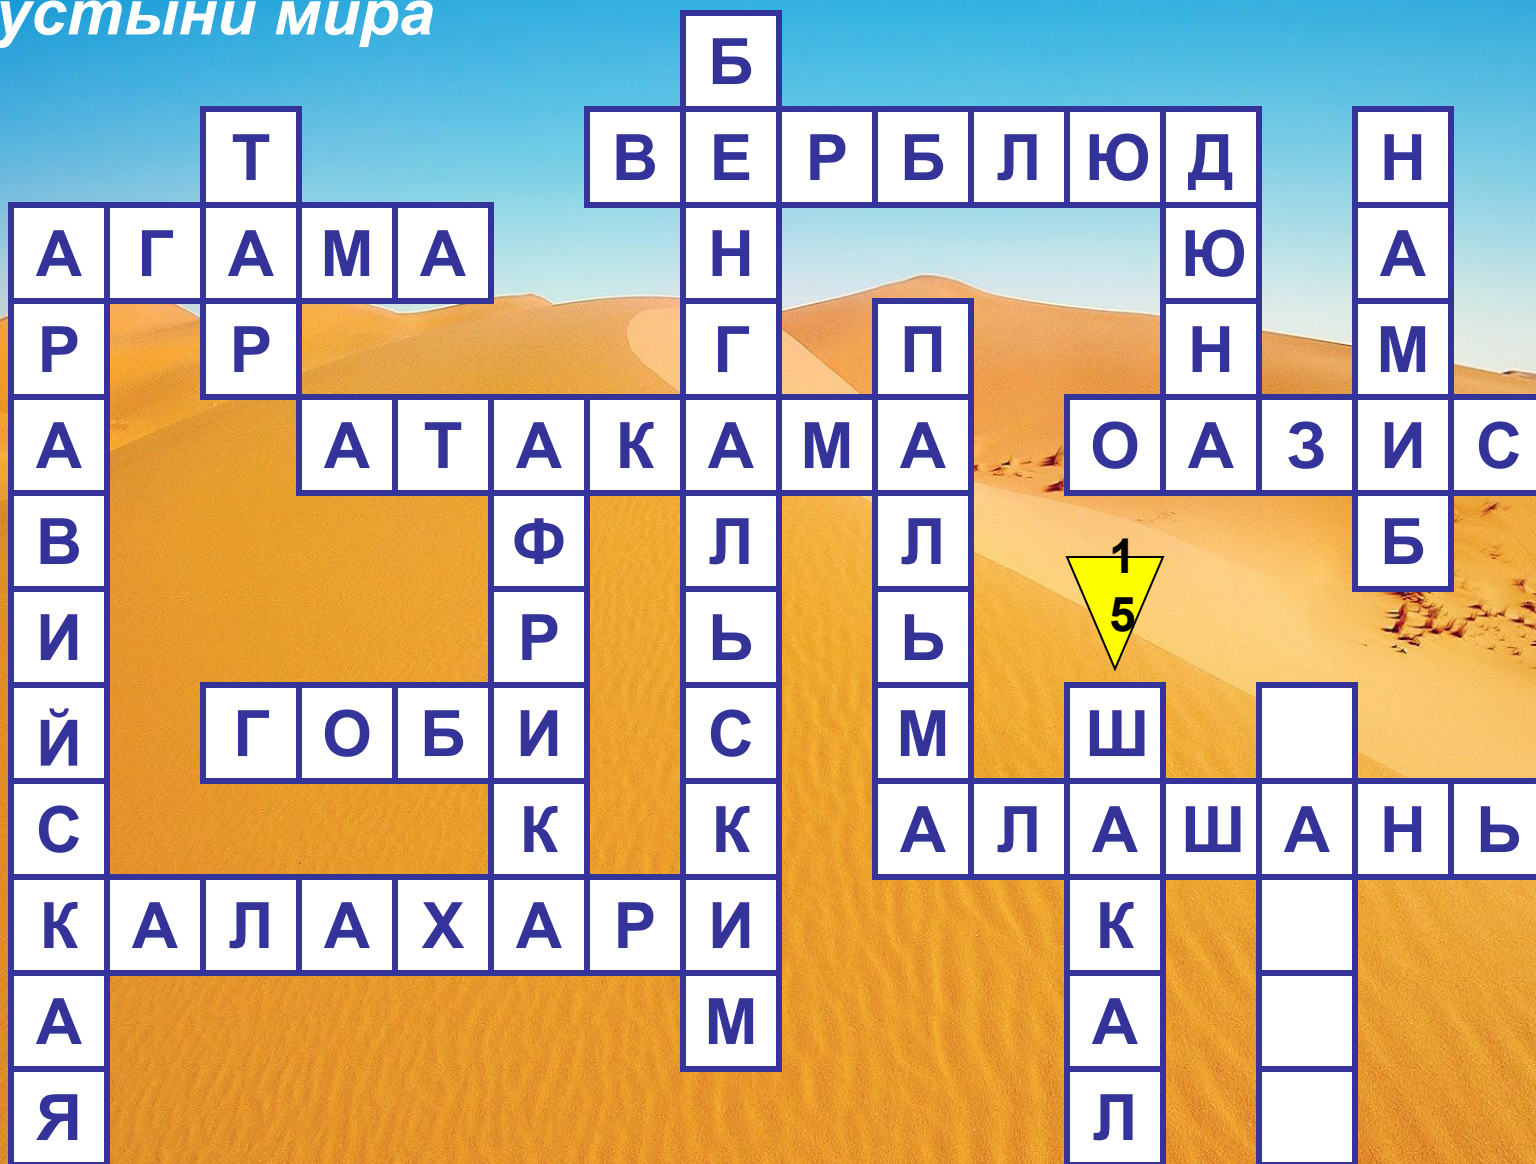 устыни мира
Б
Т ВЕРБЛЮД Н
АГАМА Н Ю А
Р Р Г П Н М
А АТАКАМА ОАЗИС
В Ф Л Л Б
1
5
И Р Ь Ь
Й ГОБИ С М Ш
С К К АЛАШАНЬ
КАЛАХАРИ К
А М А
Я Л